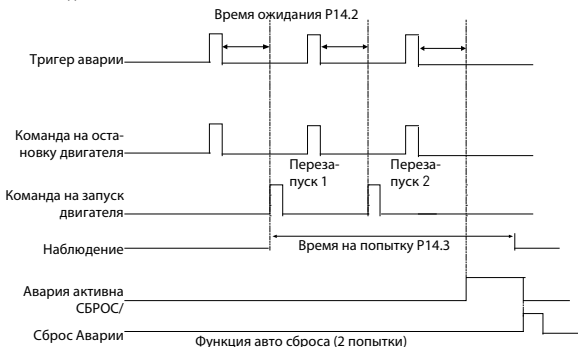 Время ожидания P14.2
Тригер аварии
Команда на оста-
новку двигателя
Переза-
пуск 1
Переза-
пуск 2
Команда на запуск
двигателя
Наблюдение
Время на попытку P14.3
Авария активна
СБРОС/
Сброс Аварии
Функция авто сброса (2 попытки)